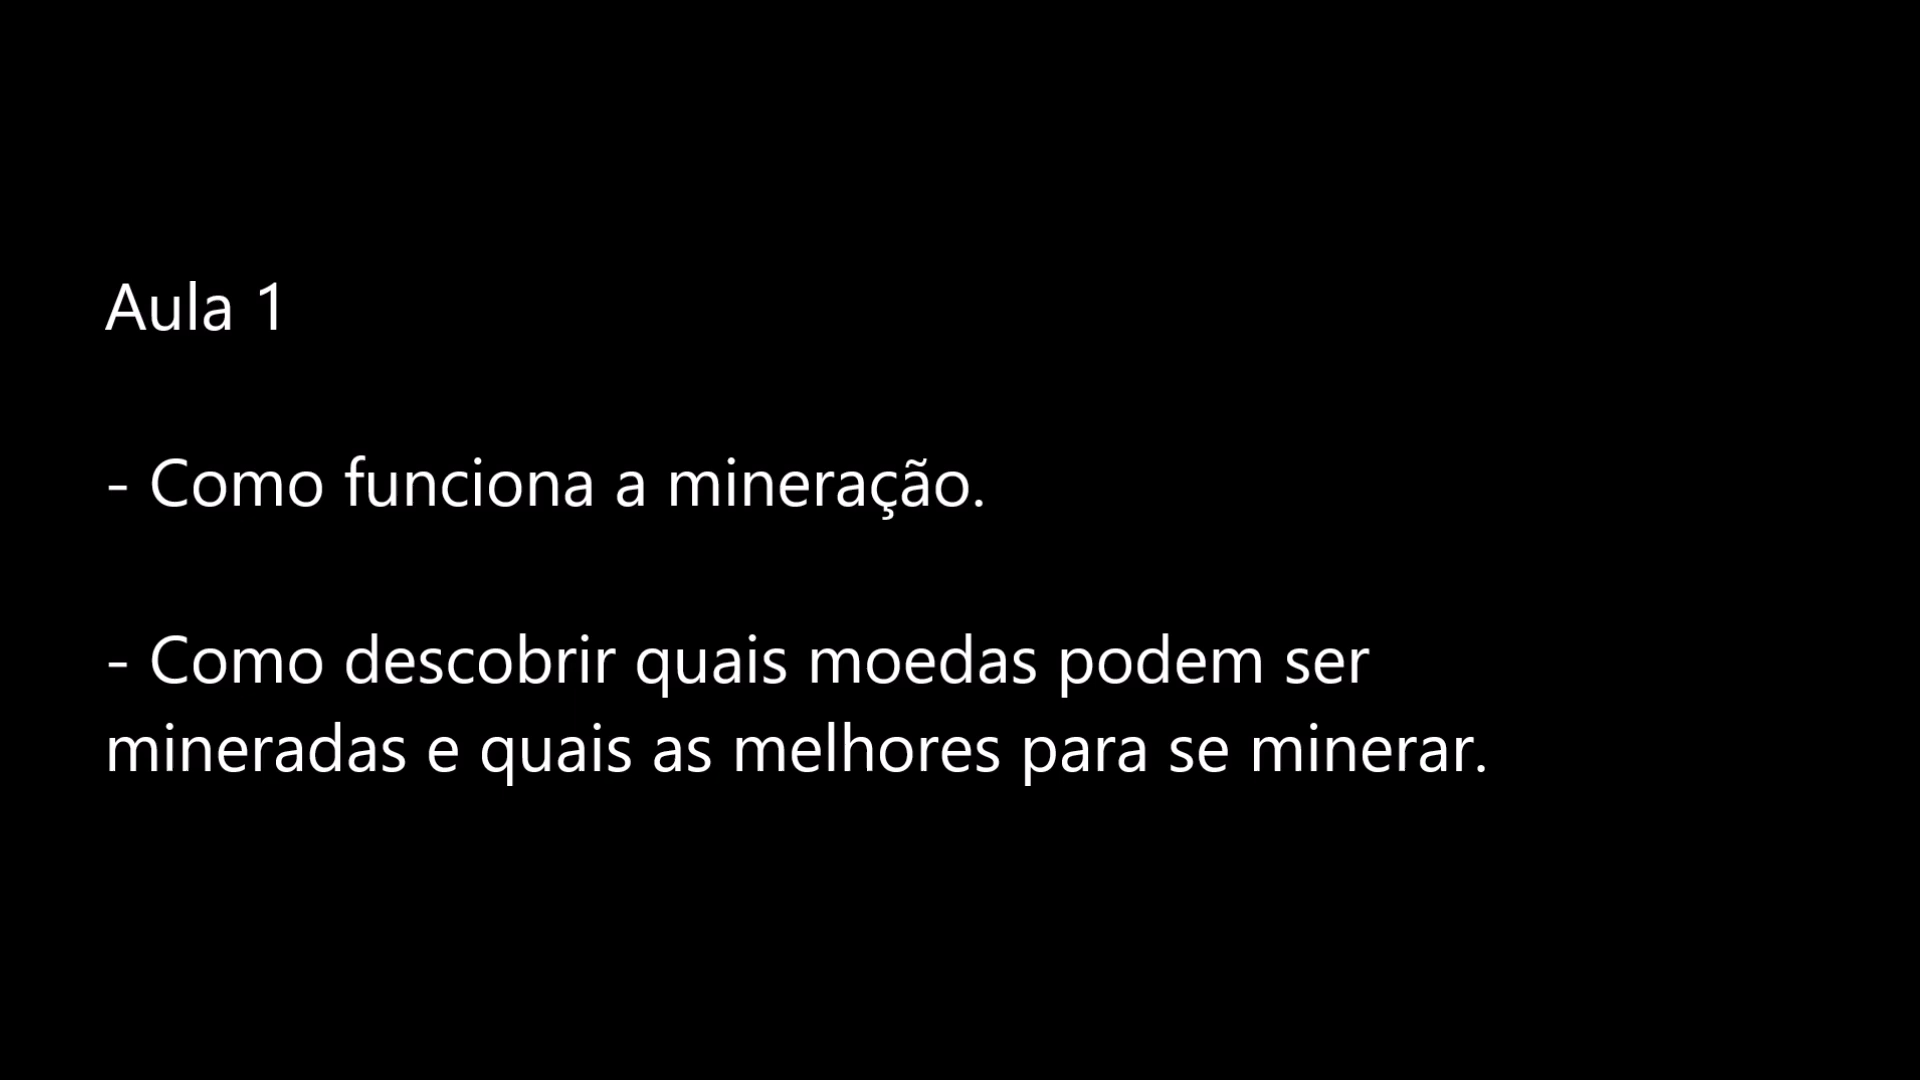 Aula 1
- Como funciona a mineração.
- Como descobrir quais moedas podem ser
mineradas e quais as melhores para se minerar.